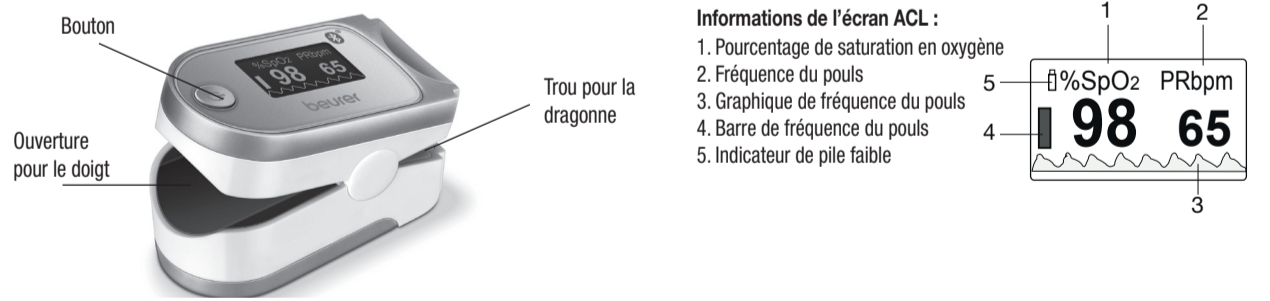 Bouton
Ouverture
pour le doigt
%SpO2 PRbpm
98 65
beurer
Trou pour la
dragonne
Informations de l'écran ACL :
1. Pourcentage de saturation en oxygène
2. Fréquence du pouls
3. Graphique de fréquence du pouls
4. Barre de fréquence du pouls
5. Indicateur de pile faible
1 2
5 %SpO2 PRbpm
4 98 65
3